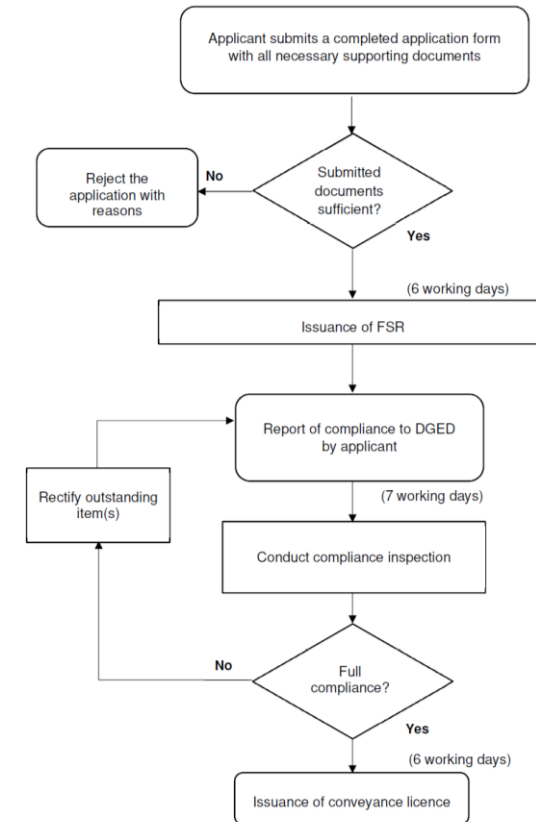 Applicant submits a completed application form
with all necessary supporting documents
No
Reject the
application with
reasons
Submitted
documents
sufficient?
Yes
(6 working days)
Issuance of FSR
Report of compliance to DGED
by applicant
Rectify outstanding
item(s)
(7 working days)
Conduct compliance inspection
No
Full
compliance?
Yes
(6 working days)
Issuance of conveyance licence